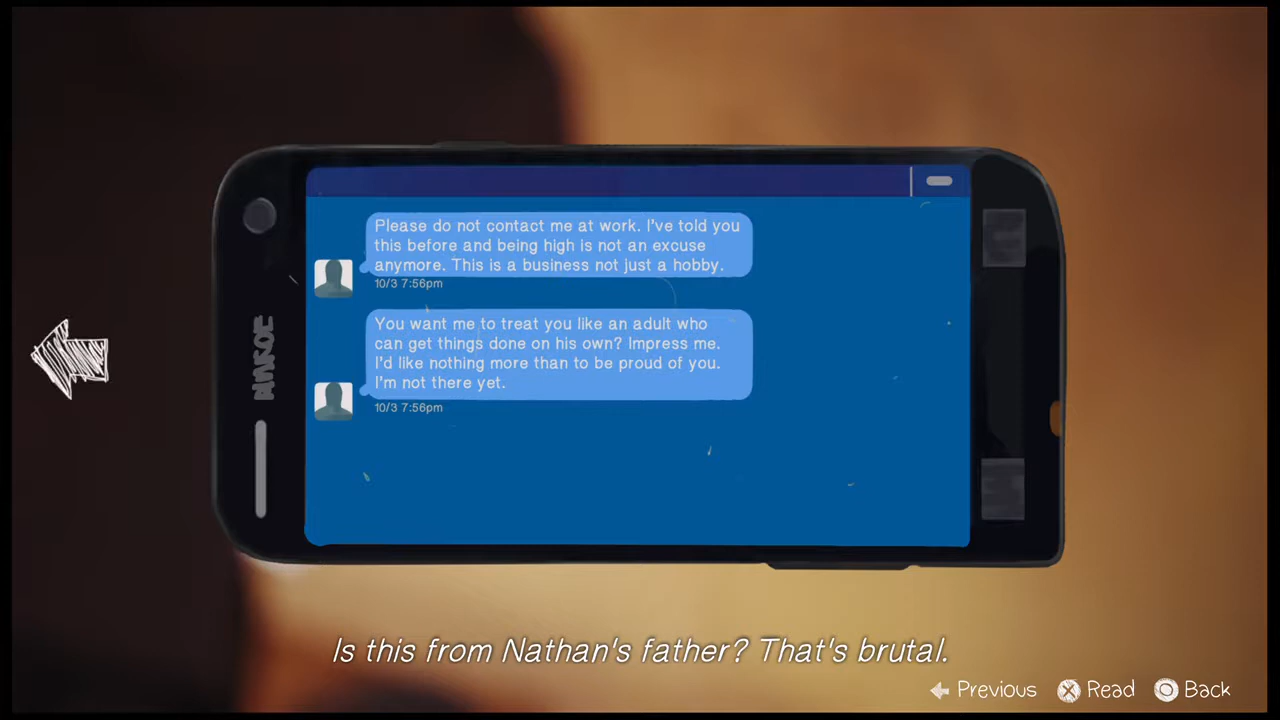 Please do not contact me at work. I've told you
this before and being high is not an excuse
anymore. This is a business not just a hobby.
10/3 7:56pm
You want me to treat you like an adult who
can get things done on his own? Impress me.
I'd like nothing more than to be proud of you.
I'm not there yet.
10/3 7:56pm
Is this from Nathan's father? That's brutal.
Previous Read Back